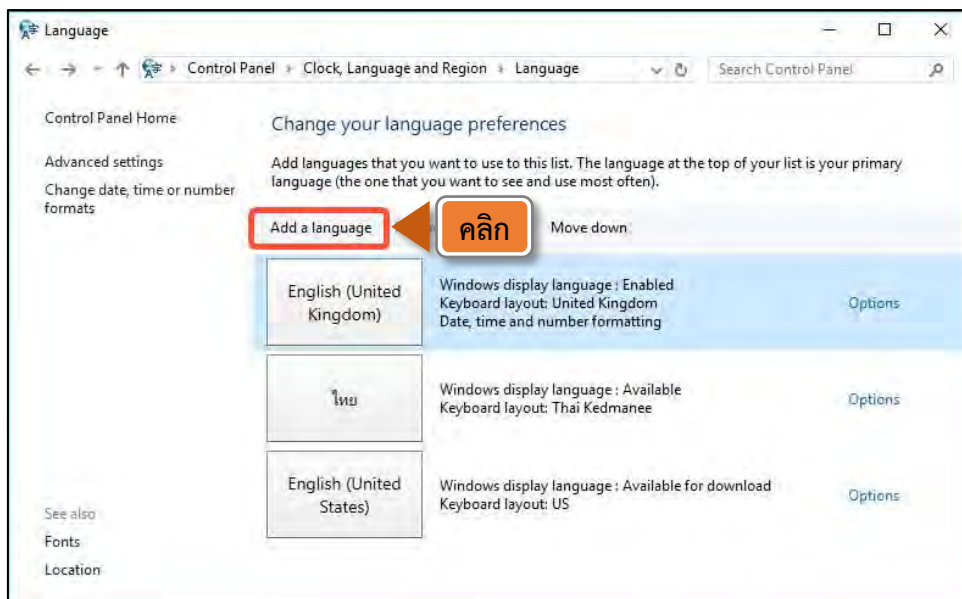 Language
Control Panel › Clock, Language and Region › Language
Search Control Panel
Control Panel Home
Advanced settings
Change date, time or number
formats
See also
Fonts
Location
Change your language preferences
Add languages that you want to use to this list. The language at the top of your list is your primary
language (the one that you want to see and use most often).
Add a language คลิก Move down
English (United
Kingdom)
Windows display language : Enabled
Keyboard layout: United Kingdom
Date, time and number formatting
Options
ไทย
Windows display language : Available
Keyboard layout: Thai Kedmanee
Options
English (United
States)
Windows display language : Available for download
Keyboard layout: US
Options